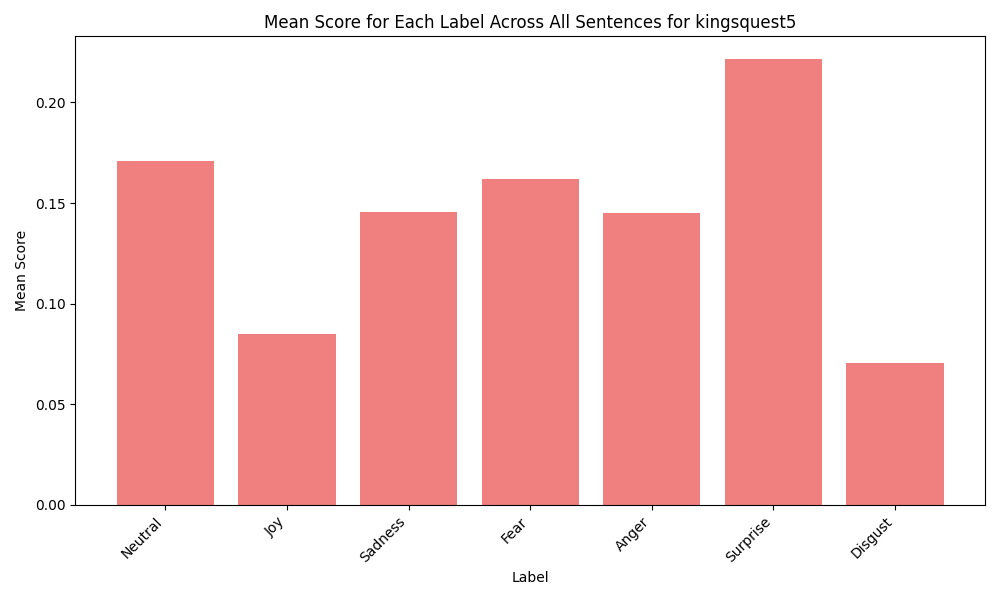 Mean Score for Each Label Across All Sentences for kingsquest5
Mean Score
0.20
0.15
0.10
0.05
0.00
Neutral
Joy
Sadness
Fear
Anger
Surprise
Disgust
Label